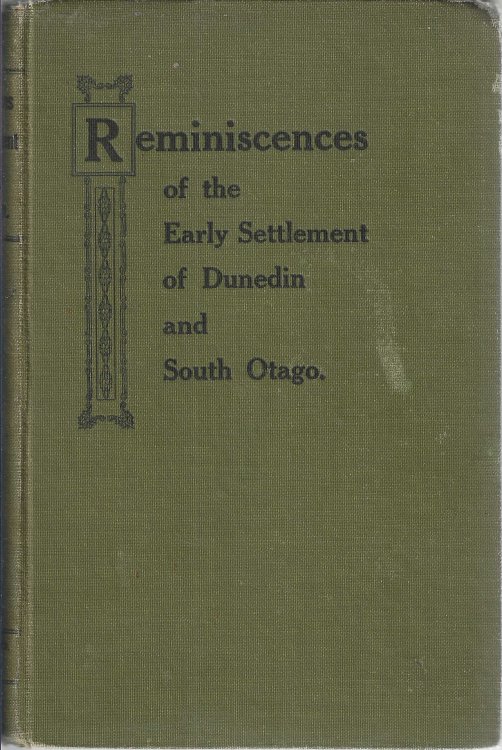 Reminiscences
of the
Early Settlement
of Dunedin
and
South Otago.